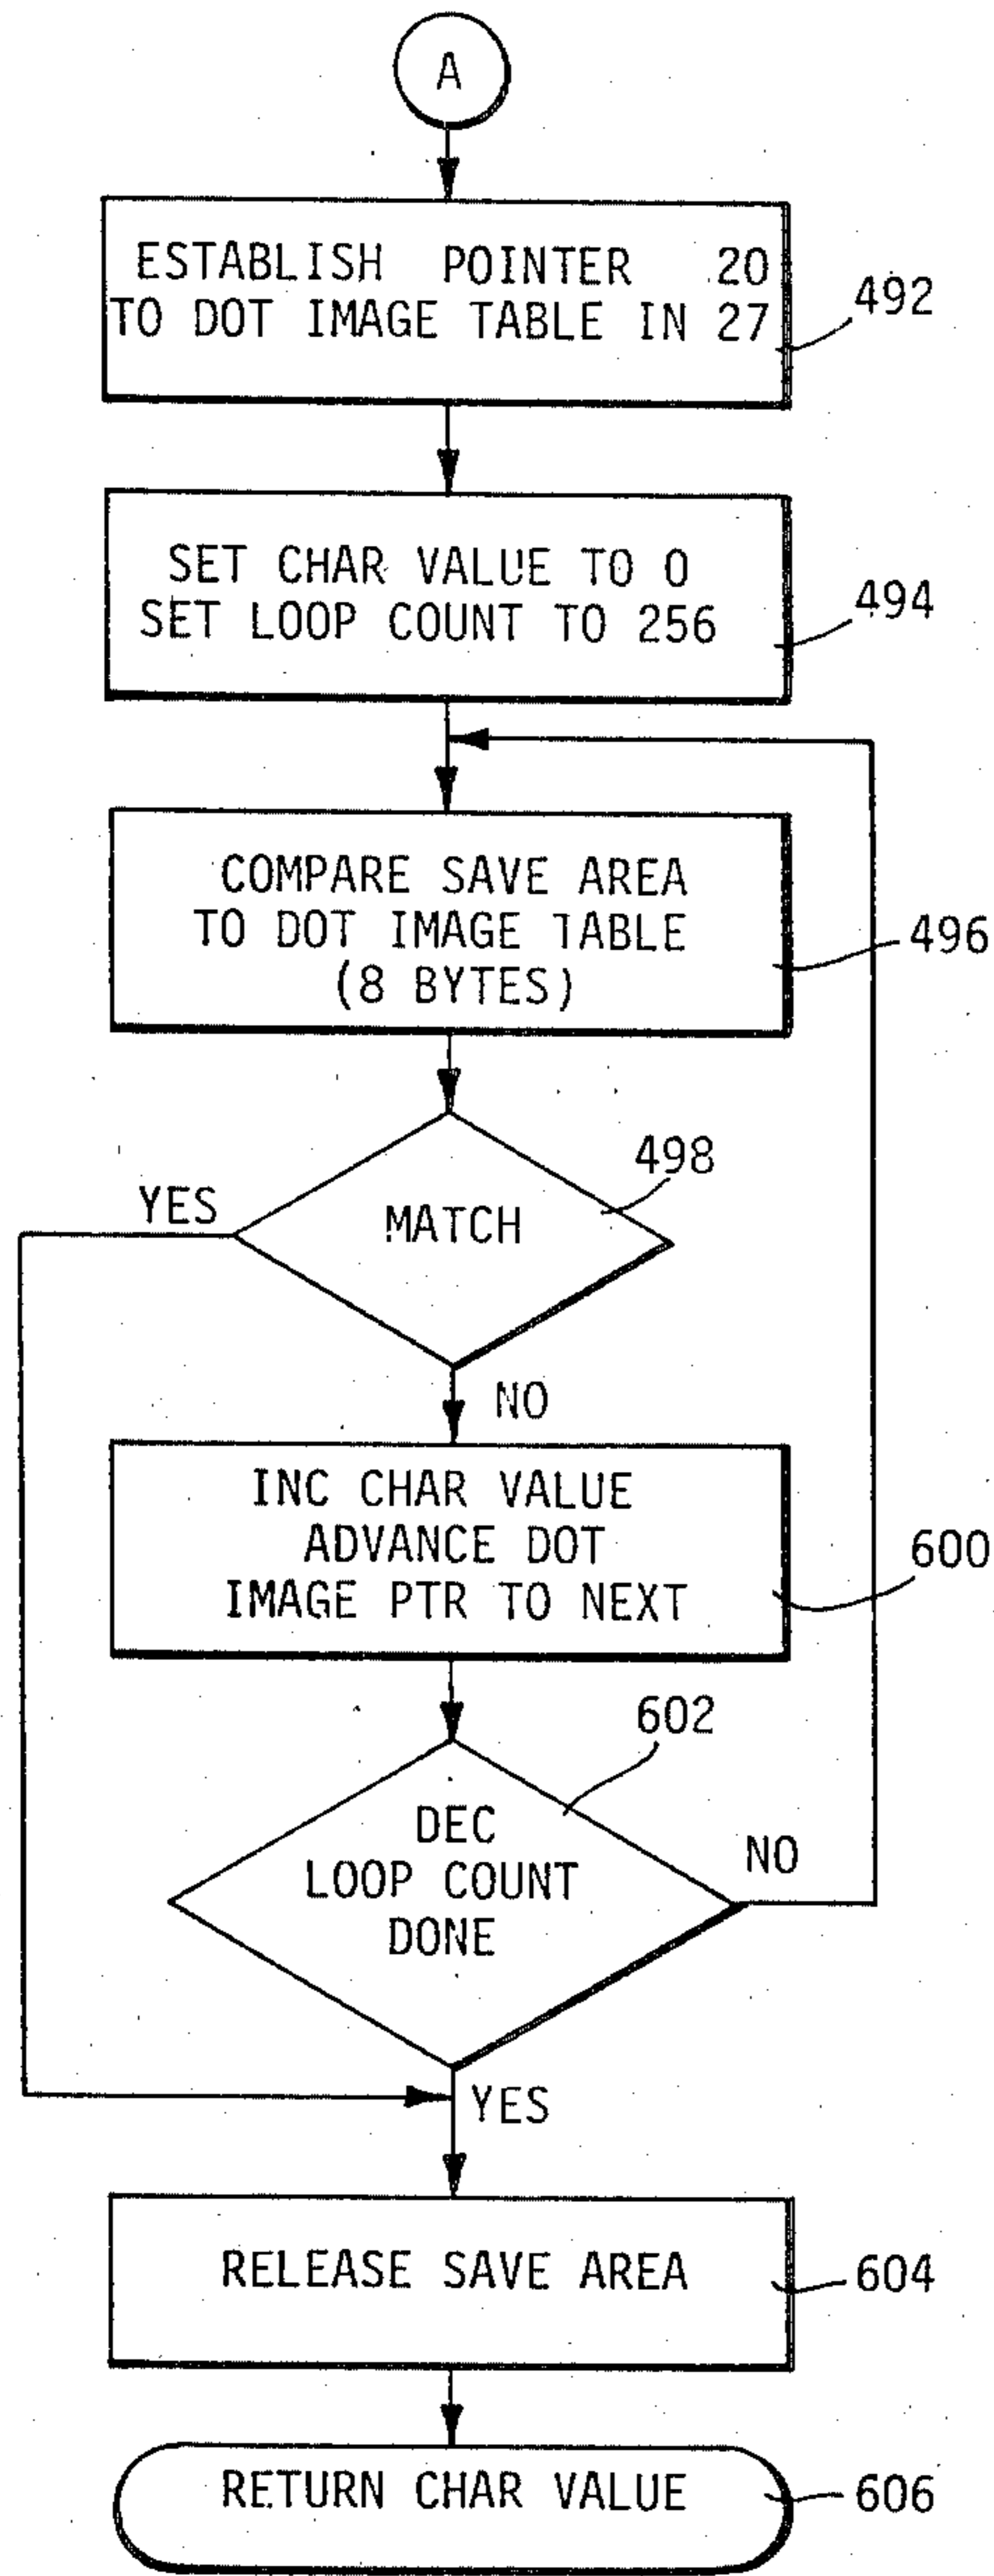 A
ESTABLISH POINTER 20
TO DOT IMAGE TABLE IN 27
492
SET CHAR VALUE TO 0
SET LOOP COUNT TO 256
494
COMPARE SAVE AREA
TO DOT IMAGE TABLE
(8 BYTES)
496
498
YES
MATCH
NO
INC CHAR VALUE
ADVANCE DOT
IMAGE PTR TO NEXT
600
602
DEC
LOOP COUNT
DONE
NO
YES
RELEASE SAVE AREA
604
RETURN CHAR VALUE
606